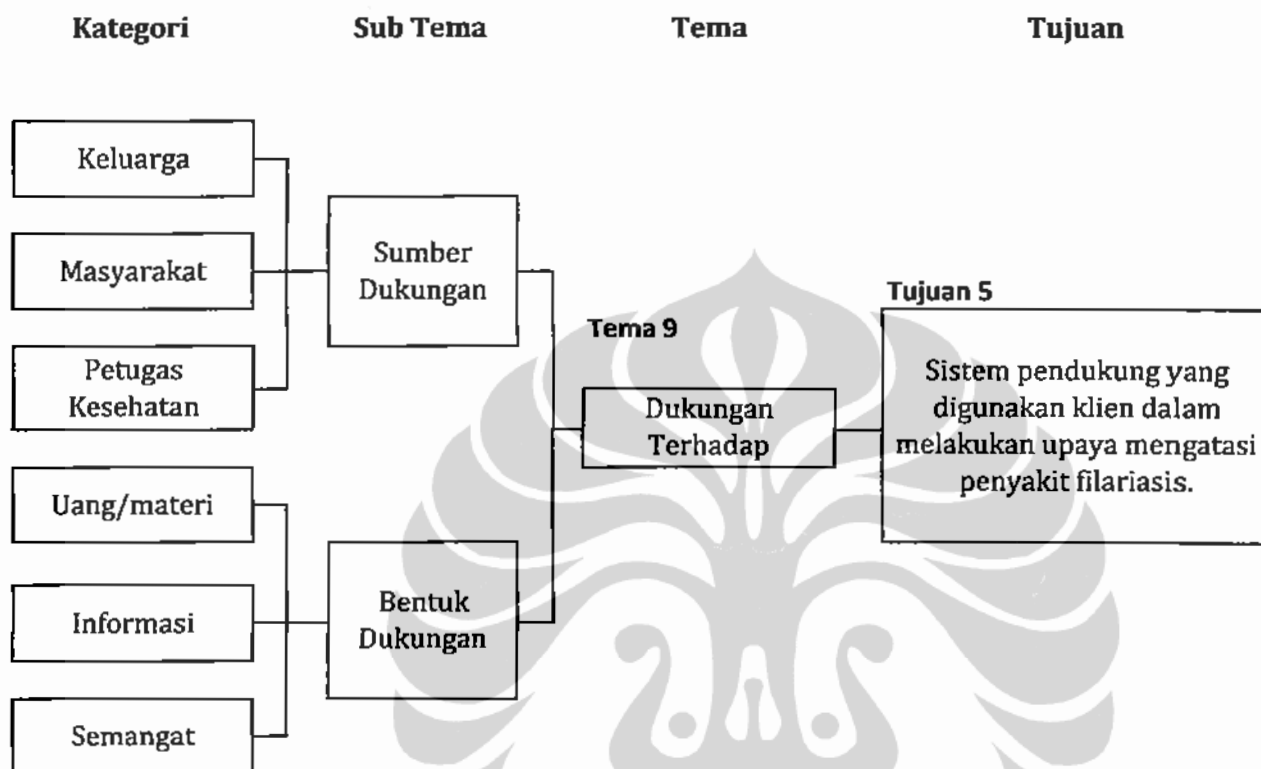 Kategori Sub Tema Tema Tujuan
Keluarga
Masyarakat
Petugas
Kesehatan
Sumber
Dukungan
Uang/materi
Informasi
Semangat
Bentuk
Dukungan
Tema 9
Dukungan
Terhadap
Tujuan 5
Sistem pendukung yang
digunakan klien dalam
melakukan upaya mengatasi
penyakit filariasis.